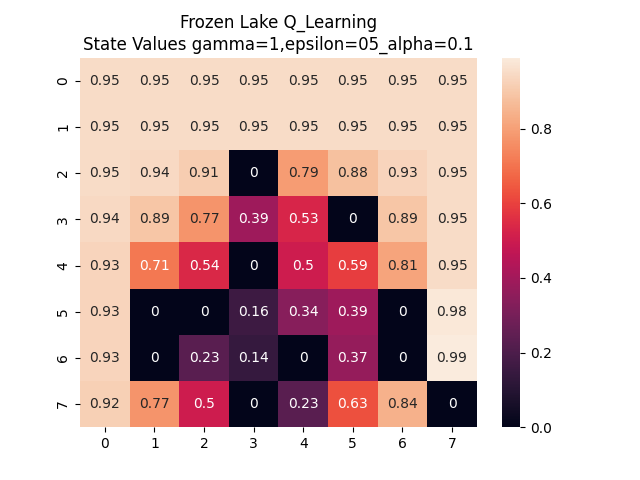 Frozen Lake Q_Learning
State Values gamma=1,epsilon=05_alpha=0.1
0 0.95 0.95 0.95 0.95 0.95 0.95 0.95 0.95
1 0.95 0.95 0.95 0.95 0.95 0.95 0.95 0.95
2 0.95 0.94 0.91 0 0.79 0.88 0.93 0.95
3 0.94 0.89 0.77 0.39 0.53 0 0.89 0.95
4 0.93 0.71 0.54 0 0.5 0.59 0.81 0.95
5 0.93 0 0 0.16 0.34 0.39 0 0.98
6 0.93 0 0.23 0.14 0 0.37 0 0.99
7 0.92 0.77 0.5 0 0.23 0.63 0.84 0
0 1 2 3 4 5 6 7
0.8
0.6
0.4
0.2
0.0